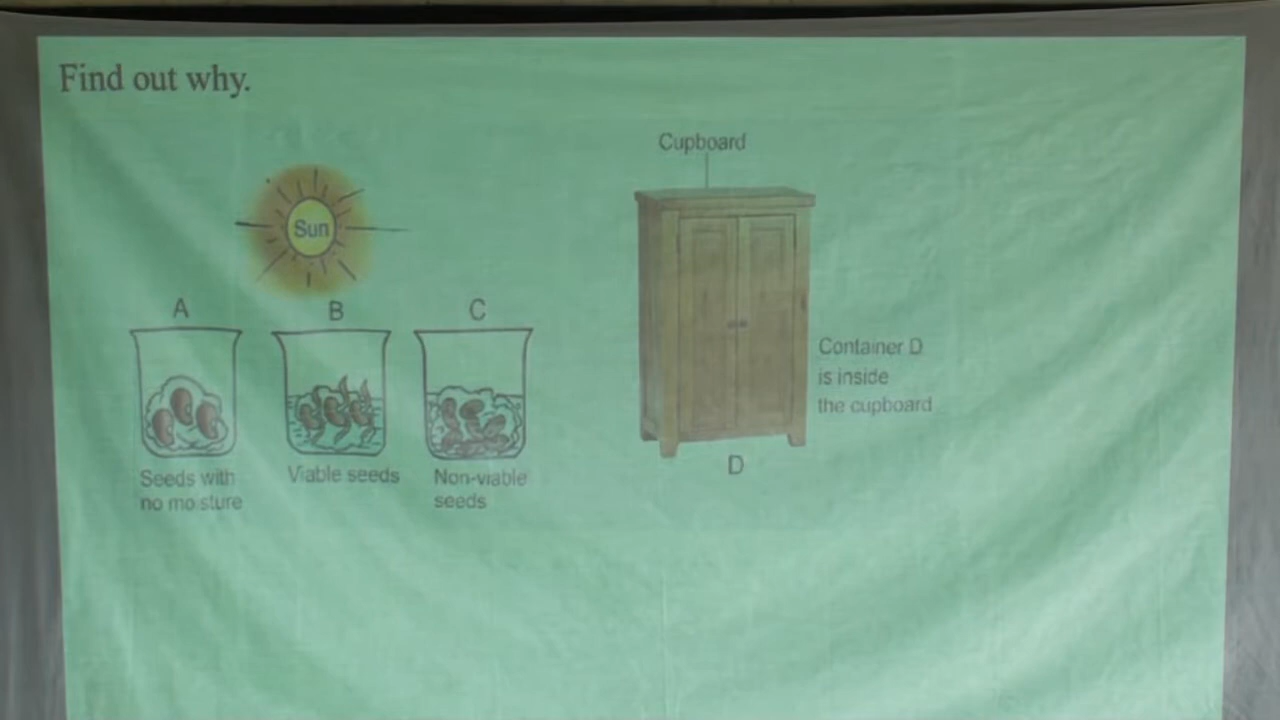 Find out why.
Cupboard
Sun
A
B
C
Container D
is inside
the cupboard
D
Seeds with
no moisture
Viable seeds
Non-viable
seeds